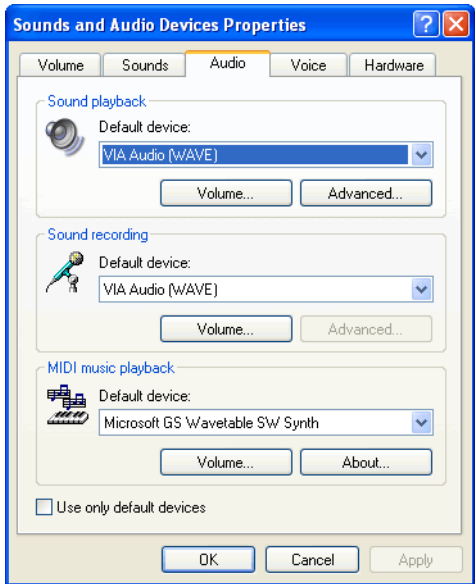 Sounds and Audio Devices Properties
Volume Sounds Audio Voice Hardware
Sound playback
Default device:
VIA Audio (WAVE)
Volume... Advanced...
Sound recording
Default device:
VIA Audio (WAVE)
Volume... Advanced...
MIDI music playback
Default device:
Microsoft GS Wavetable SW Synth
Volume... About...
Use only default devices
OK Cancel Apply